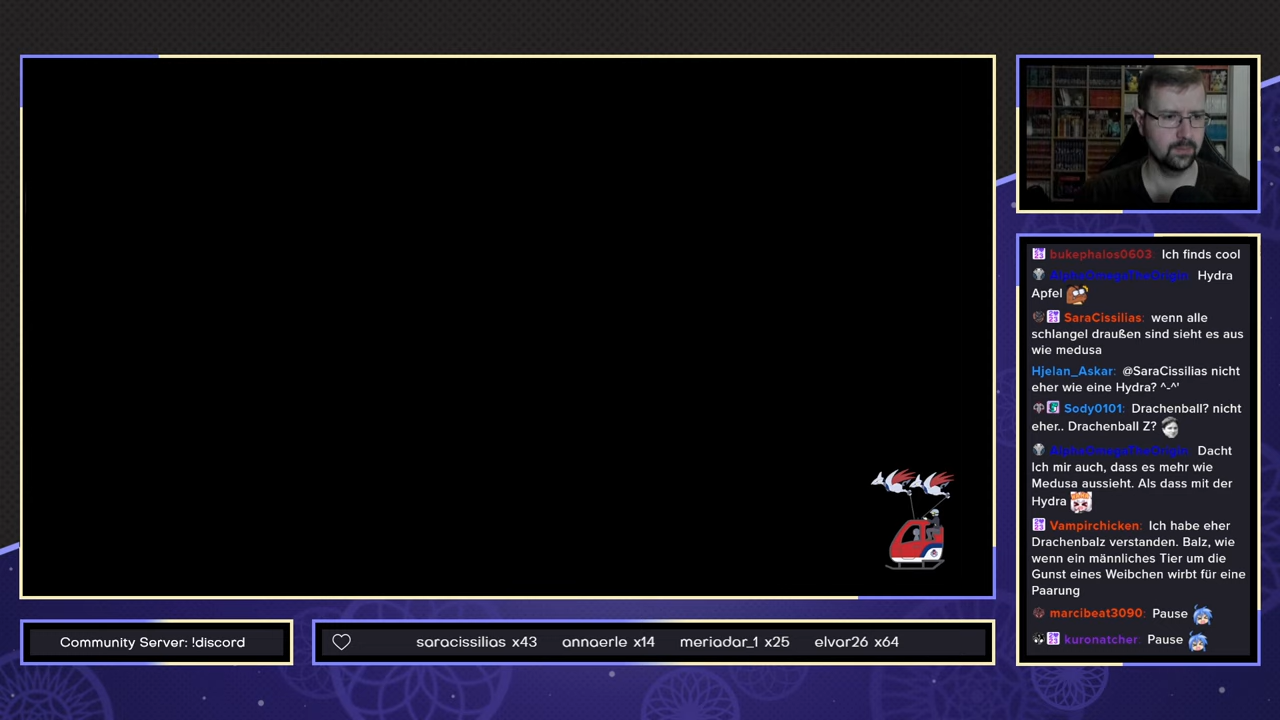 bukephalos0603: Ich finds cool
AlphaOmegaTheOrigin: Hydra
Apfel
SaraCissilias: wenn alle
schlangel draußen sind sieht es aus
wie medusa
Hjelan_Askar: @SaraCissilias nicht
eher wie eine Hydra? ^-^'
Sody0101: Drachenball? nicht
eher.. Drachenball Z?
AlphaOmegaTheOrigin: Dacht
Ich mir auch, dass es mehr wie
Medusa aussieht. Als dass mit der
Hydra
Vampirchicken: Ich habe eher
Drachenbalz verstanden. Balz, wie
wenn ein männliches Tier um die
Gunst eines Weibchen wirbt für eine
Paarung
marcibeat3090: Pause
kuronatcher: Pause
Community Server: !discord
saracissilias x43 annaerle x14 meriadar_1 x25 elvar26 x64